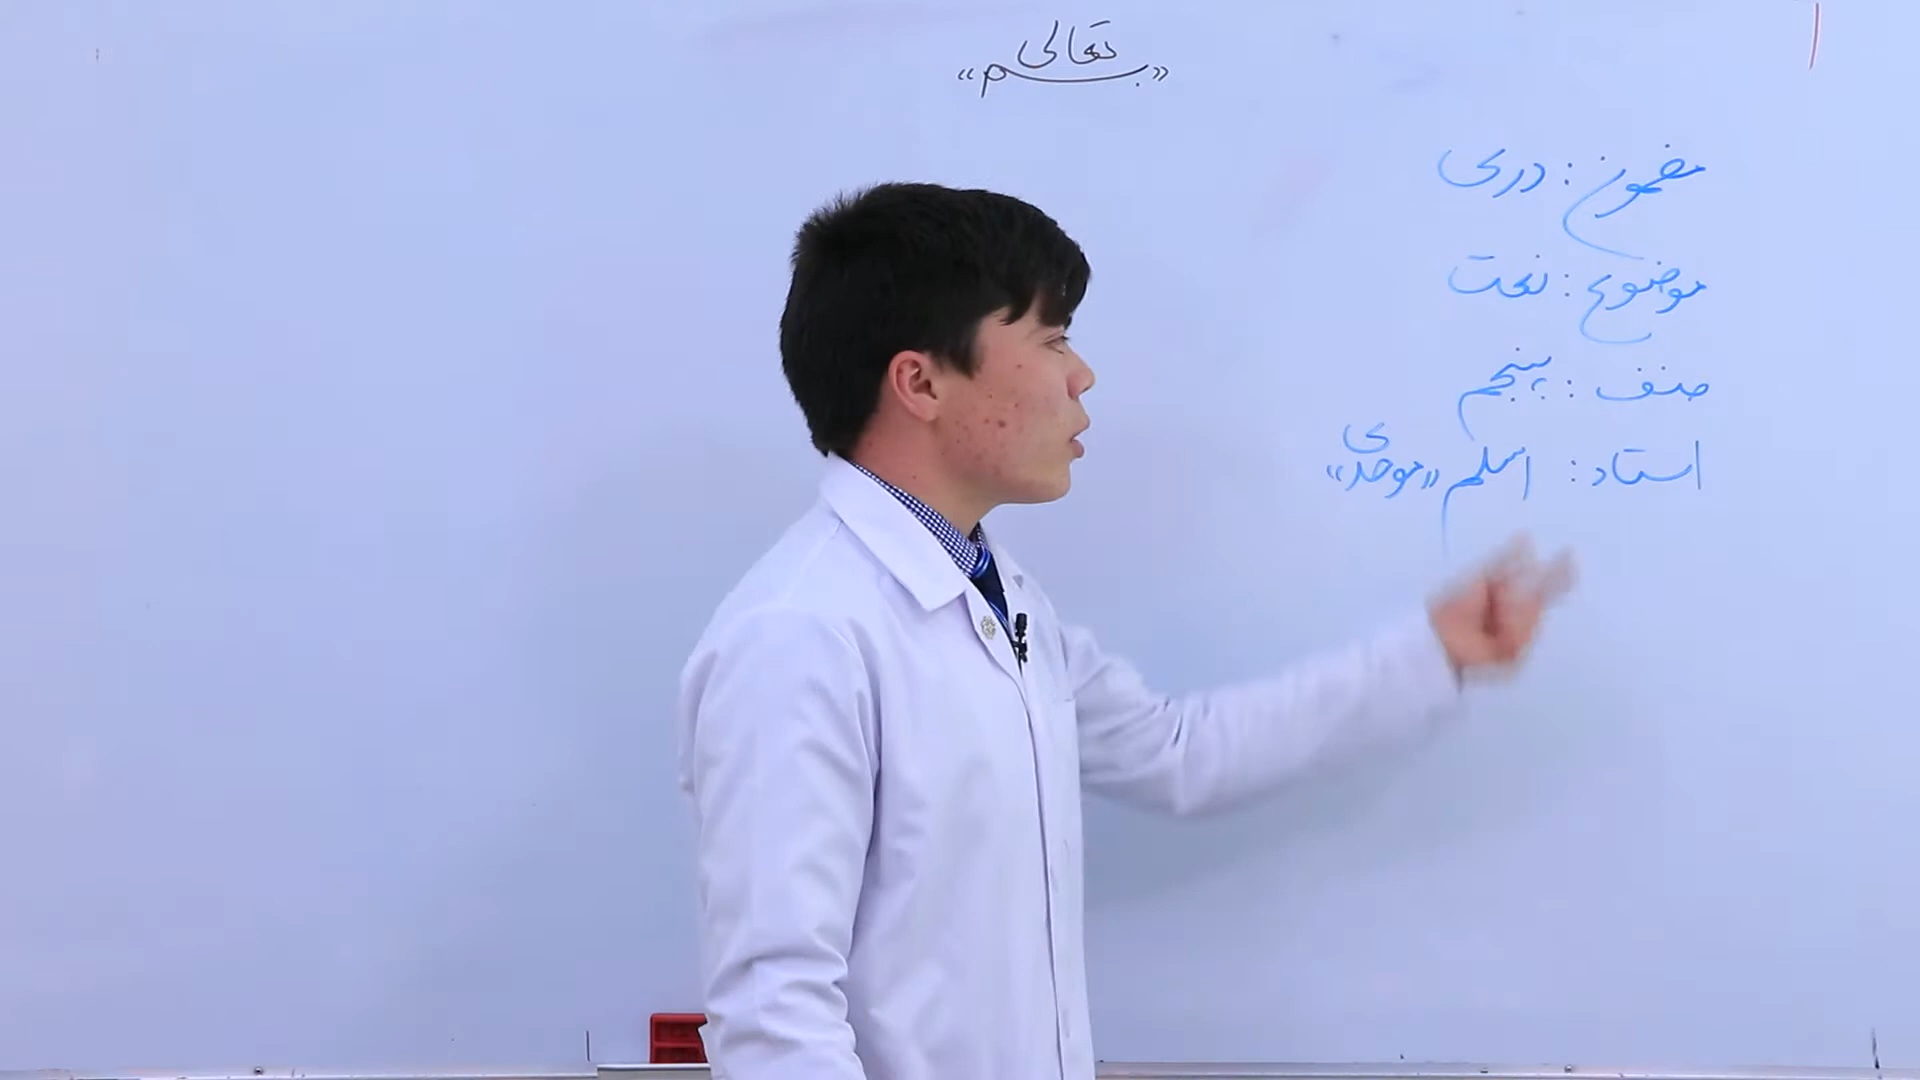 «بسم تعالی»
مضمون: دری
موضوع: نعت
صنف: پنجم
استاد: اسلم «موحدی»